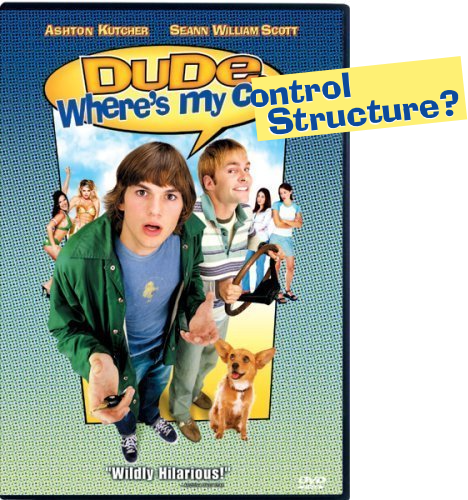 ASHTON KUTCHER SEANN WILLIAM SCOTT
DUDE,
Where's my Control
Structure?
"Wildly Hilarious!"
DVD